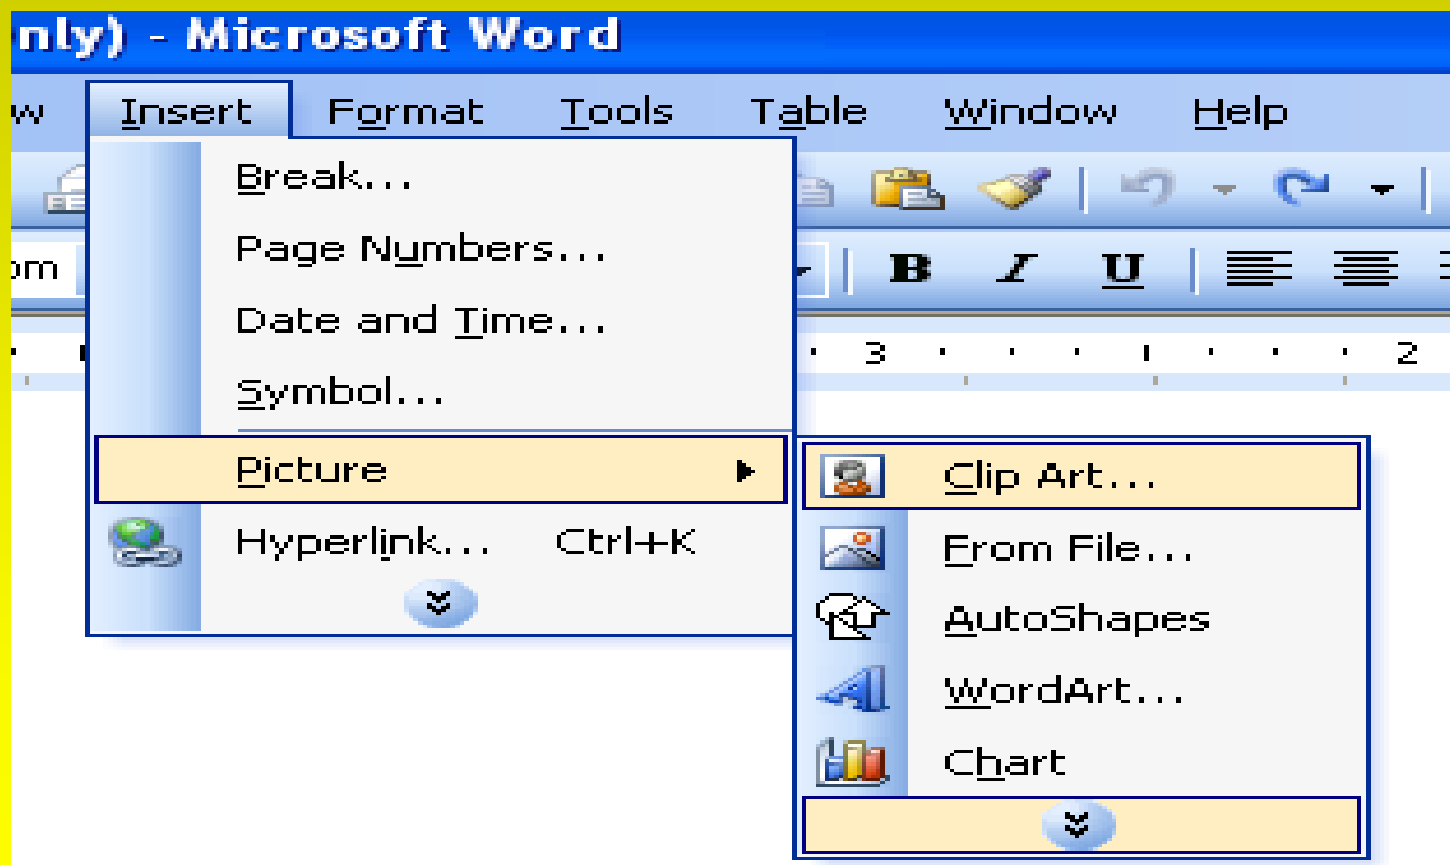 nly) - Microsoft Word
w Insert Format Tools Table Window Help
Break...
Page Numbers...
om B I U
Date and Time...
3 2
Symbol...
Picture
Clip Art...
Hyperlink... Ctrl+K
From File...
AutoShapes
WordArt...
Chart